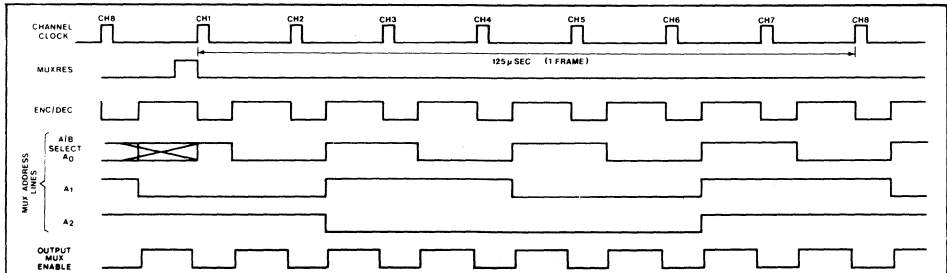 CH8 CH1 CH2 CH3 CH4 CH5 CH6 CH7 CH8
CHANNEL
CLOCK
125 μ SEC (1 FRAME)
MUXRES
ENC/DEC
MUX ADDRESS
LINES
A/B
SELECT
A0
A1
A2
OUTPUT
MUX
ENABLE